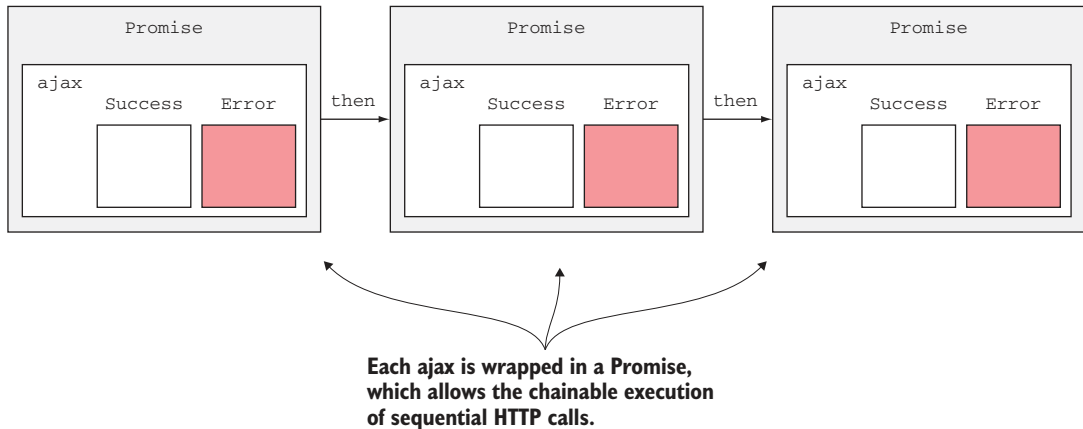 Promise
Promise
Promise
ajax
Success Error
then
ajax
Success Error
then
ajax
Success Error
Each ajax is wrapped in a Promise,
which allows the chainable execution
of sequential HTTP calls.